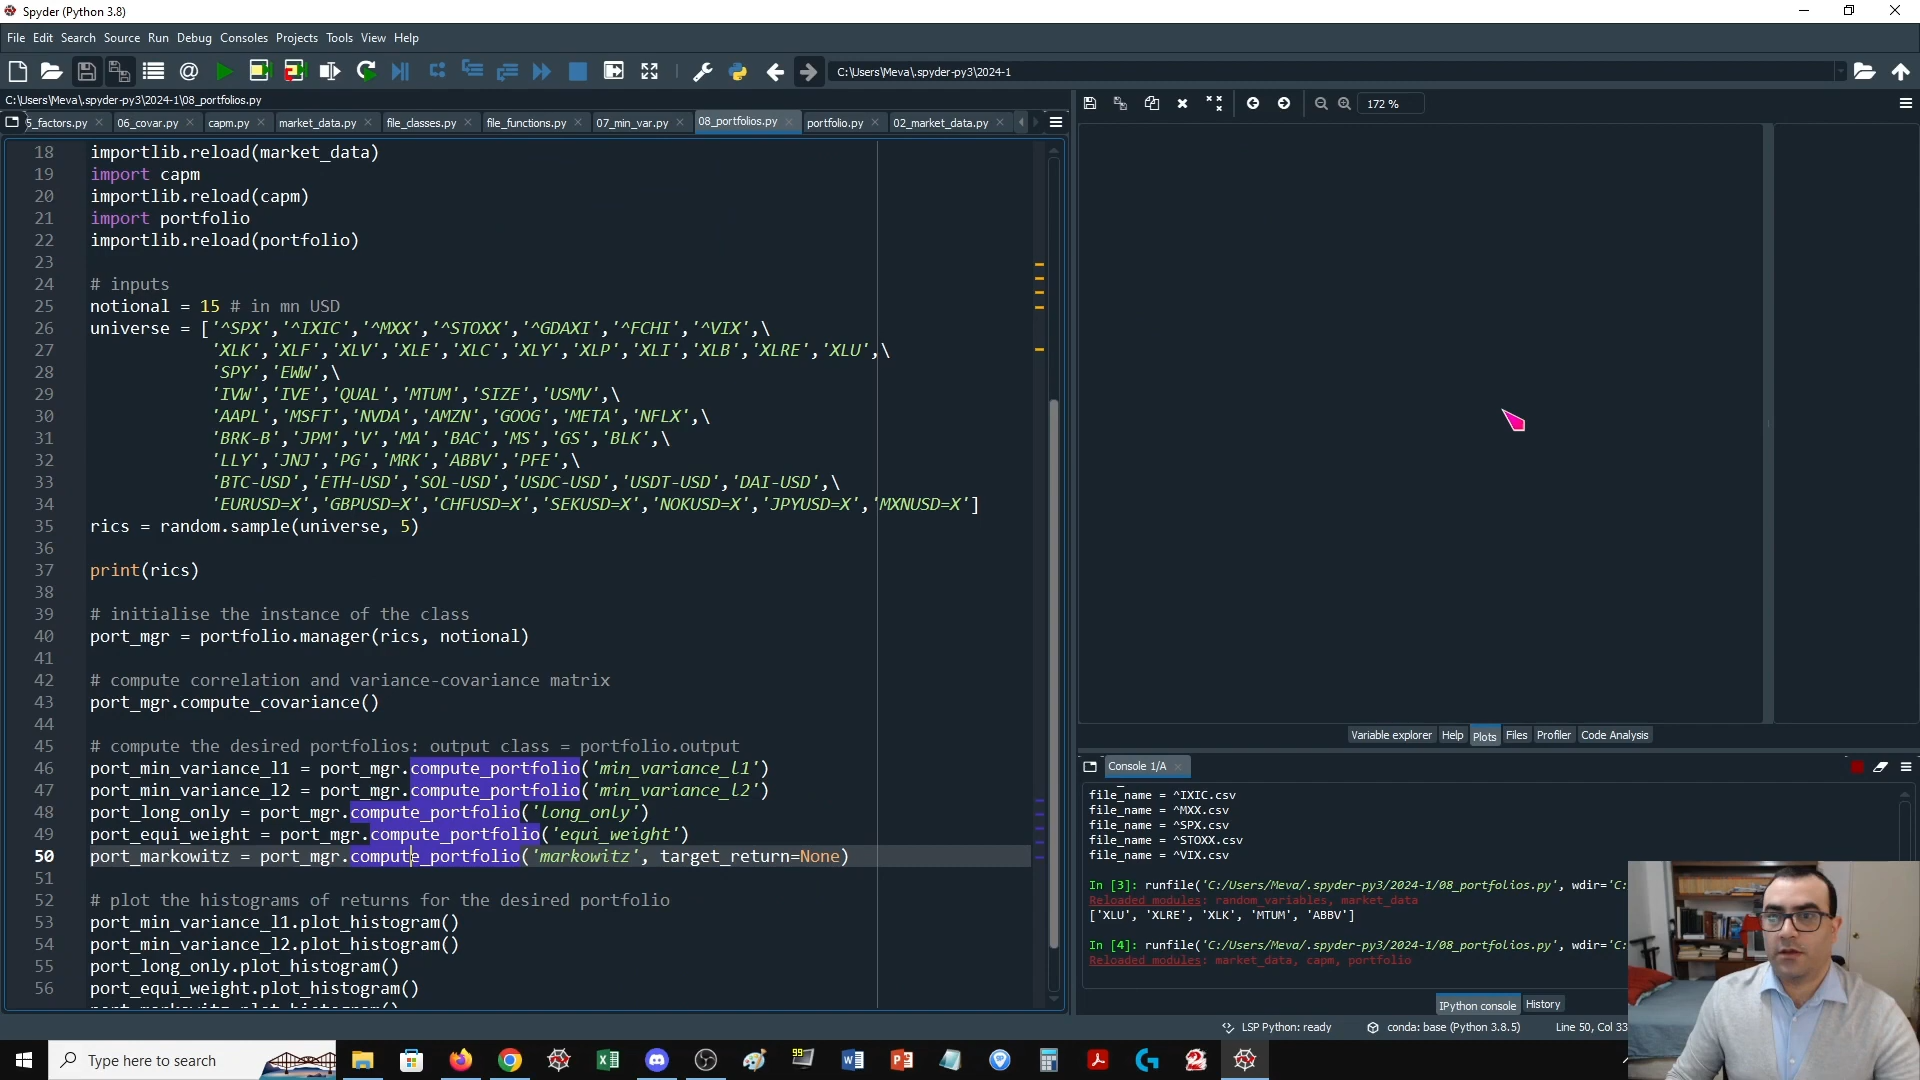 Spyder (Python 3.8)
File Edit Search Source Run Debug Consoles Projects Tools View Help
C:\Users\Meva\.spyder-py3\2024-1
C:\Users\Meva\.spyder-py3\2024-1\08_portfolios.py
5_factors.py 06_covar.py capm.py market_data.py file_classes.py file_functions.py 07_min_var.py 08_portfolios.py portfolio.py 02_market_data.py
172 %
18 importlib.reload(market_data)
19 import capm
20 importlib.reload(capm)
21 import portfolio
22 importlib.reload(portfolio)
23
24 # inputs
25 notional = 15 # in mn USD
26 universe = ['^SPX','^IXIC','^MXX','^STOXX','^GDAXI','^FCHI','^VIX',\
27 'XLK','XLF','XLV','XLE','XLC','XLY','XLP','XLI','XLB','XLRE','XLU',\
28 'SPY','EWW',\
29 'IVW','IVE','QUAL','MTUM','SIZE','USMV',\
30 'AAPL','MSFT','NVDA','AMZN','GOOG','META','NFLX',\
31 'BRK-B','JPM','V','MA','BAC','MS','GS','BLK',\
32 'LLY','JNJ','PG','MRK','ABBV','PFE',\
33 'BTC-USD','ETH-USD','SOL-USD','USDC-USD','USDT-USD','DAI-USD',\
34 'EURUSD=X','GBPUSD=X','CHFUSD=X','SEKUSD=X','NOKUSD=X','JPYUSD=X','MXNUSD=X']
35 rics = random.sample(universe, 5)
36
37 print(rics)
38
39 # initialise the instance of the class
40 port_mgr = portfolio.manager(rics, notional)
41
42 # compute correlation and variance-covariance matrix
43 port_mgr.compute_covariance()
44
45 # compute the desired portfolios: output class = portfolio.output
46 port_min_variance_l1 = port_mgr.compute_portfolio('min_variance_l1')
47 port_min_variance_l2 = port_mgr.compute_portfolio('min_variance_l2')
48 port_long_only = port_mgr.compute_portfolio('long_only')
49 port_equi_weight = port_mgr.compute_portfolio('equi_weight')
50 port_markowitz = port_mgr.compute_portfolio('markowitz', target_return=None)
51
52 # plot the histograms of returns for the desired portfolio
53 port_min_variance_l1.plot_histogram()
54 port_min_variance_l2.plot_histogram()
55 port_long_only.plot_histogram()
56 port_equi_weight.plot_histogram()
Variable explorer Help Plots Files Profiler Code Analysis
Console 1/A
file_name = ^IXIC.csv
file_name = ^MXX.csv
file_name = ^SPX.csv
file_name = ^STOXX.csv
file_name = ^VIX.csv
In [3]: runfile('C:/Users/Meva/.spyder-py3/2024-1/08_portfolios.py', wdir='C:
Reloaded modules: random_variables, market_data
['XLU', 'XLRE', 'XLK', 'MTUM', 'ABBV']
In [4]: runfile('C:/Users/Meva/.spyder-py3/2024-1/08_portfolios.py', wdir='C:
Reloaded modules: market_data, capm, portfolio
IPython console History
LSP Python: ready conda: base (Python 3.8.5) Line 50, Col 33
Type here to search